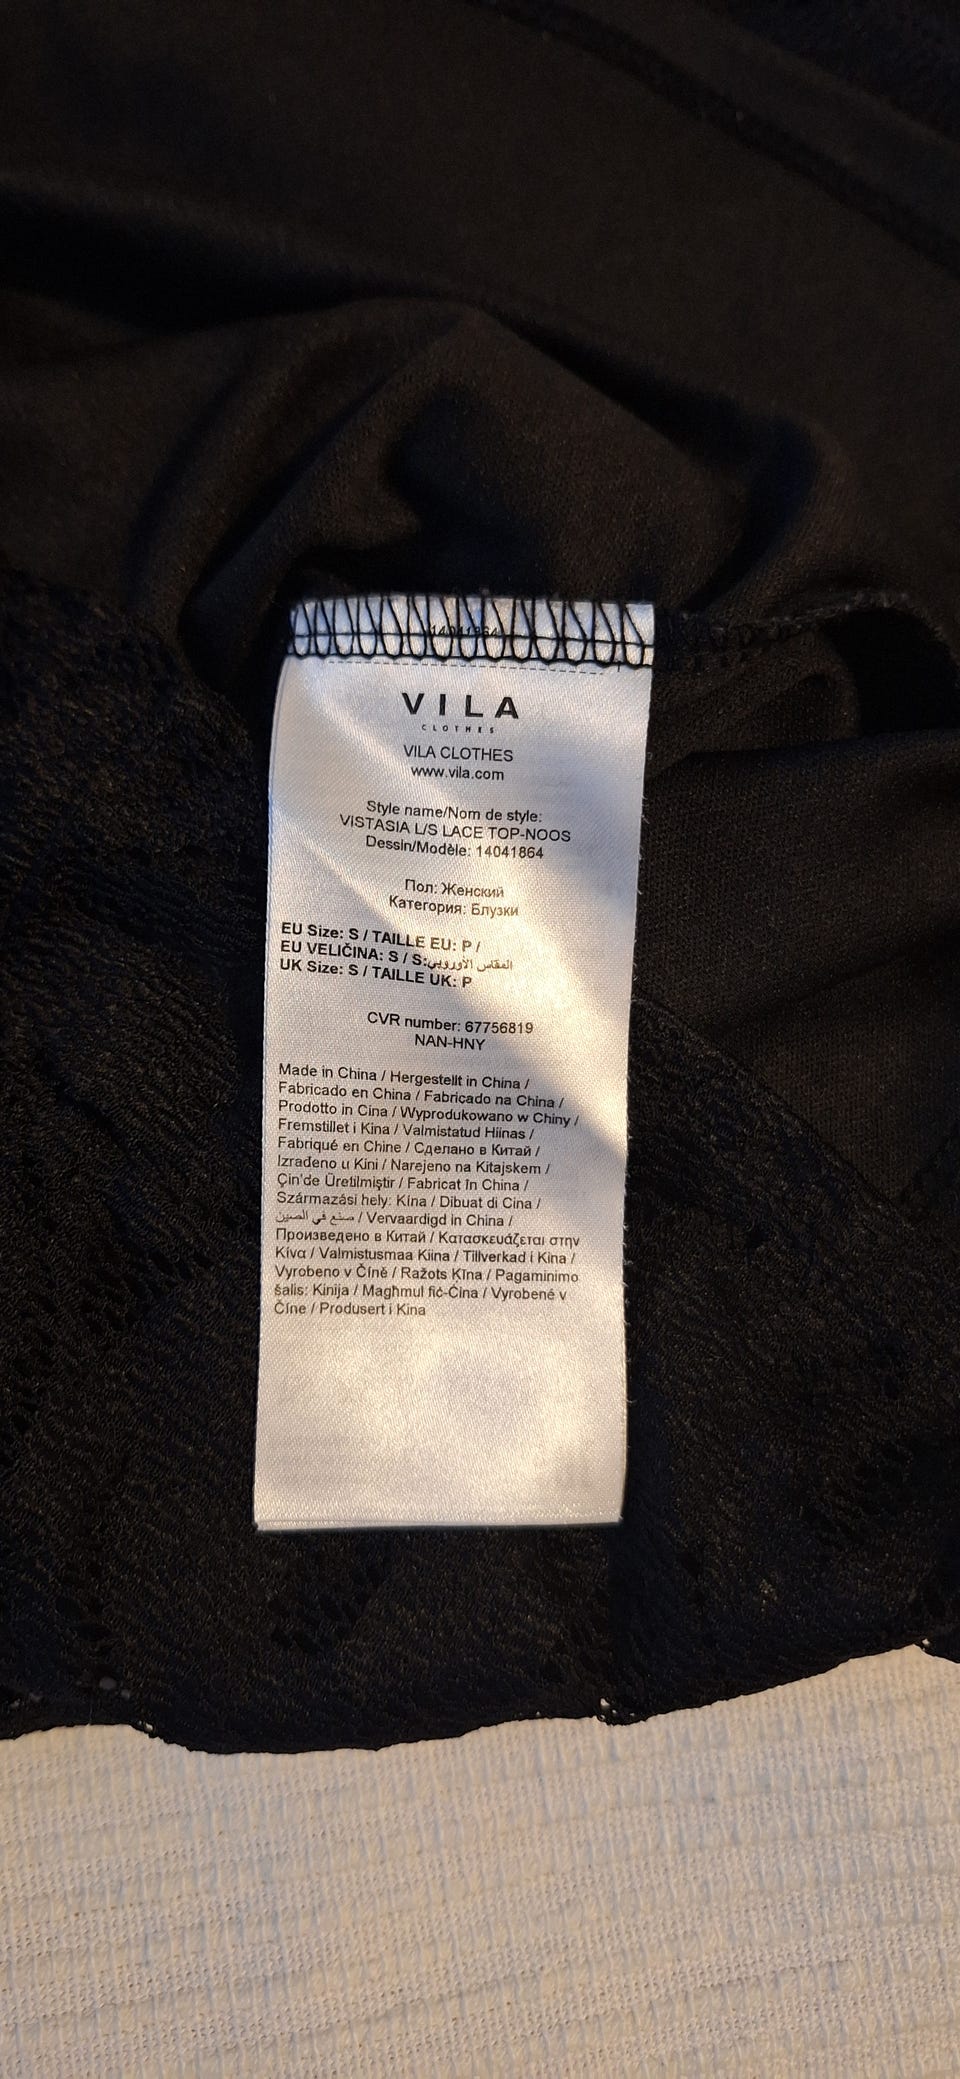 14041864
VILA
CLOTHES
VILA CLOTHES
www.vila.com
Style name/Nom de style:
VISTASIA L/S LACE TOP-NOOS
Dessin/Modèle: 14041864
Пол: Женский
Категория: Блузки
EU Size: S / TAILLE EU: P /
EU VELIČINA: S / S:المقاس الأوروبي
UK Size: S / TAILLE UK: P
CVR number: 67756819
NAN-HNY
Made in China / Hergestellt in China /
Fabricado en China / Fabricado na China /
Prodotto in Cina / Wyprodukowano w Chiny /
Fremstillet i Kina / Valmistatud Hiinas /
Fabriqué en Chine / Сделано в Китай /
Izrađeno u Kini / Narejeno na Kitajskem /
Çin'de Üretilmiştir / Fabricat în China /
Származási hely: Kína / Dibuat di Cina /
صنع في الصين / Vervaardigd in China /
Произведено в Китай / Κατασκευάζεται στην
Κίνα / Valmistusmaa Kiina / Tillverkad i Kina /
Vyrobeno v Číně / Ražots Ķīna / Pagaminimo
šalis: Kinija / Magħmul fiċ-Ċina / Vyrobené v
Číne / Produsert i Kina